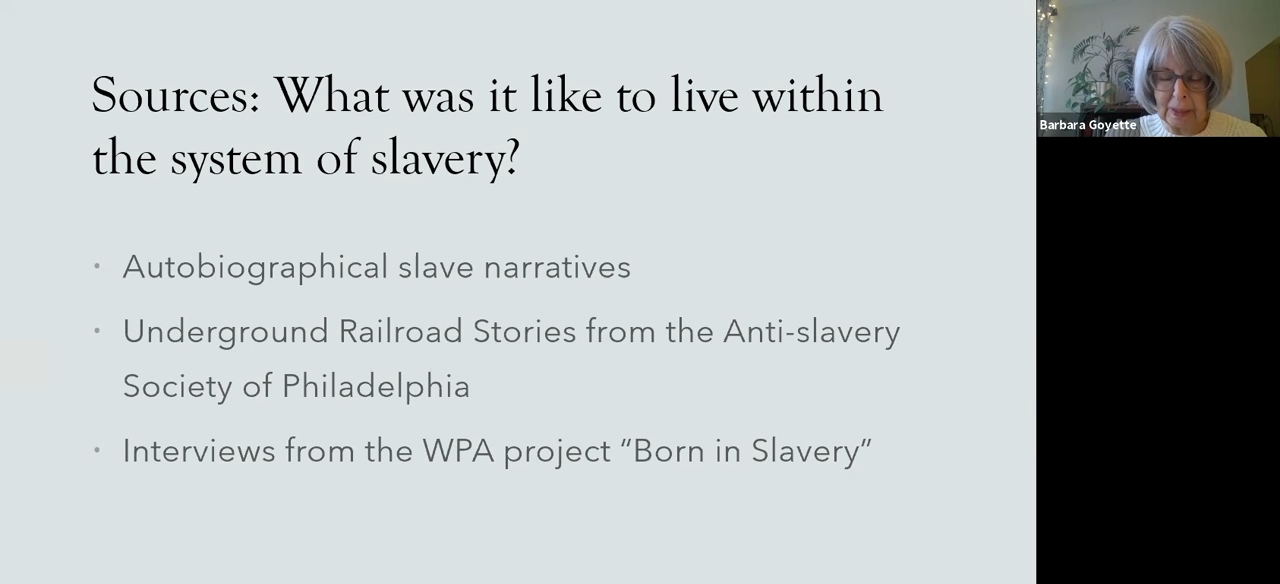 Sources: What was it like to live within
the system of slavery?
• Autobiographical slave narratives
• Underground Railroad Stories from the Anti-slavery
Society of Philadelphia
• Interviews from the WPA project “Born in Slavery”
Barbara Goyette